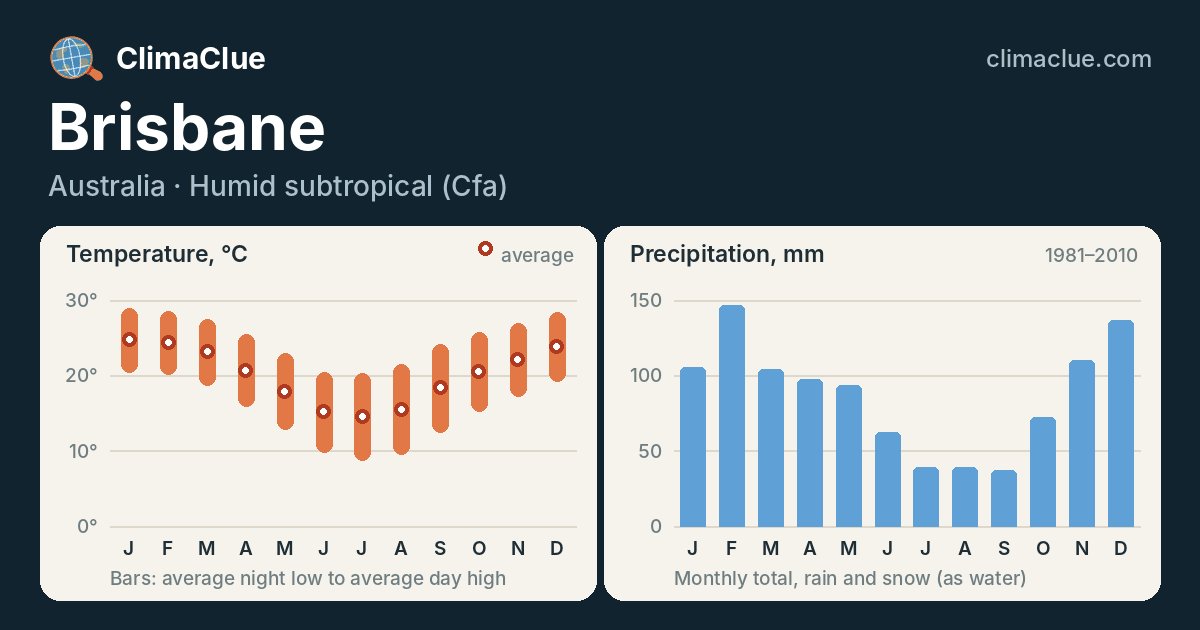 ClimaClue
climaclue.com
Brisbane
Australia · Humid subtropical (Cfa)
Temperature, °C
average
30°
20°
10°
0°
J F M A M J J A S O N D
Bars: average night low to average day high
Precipitation, mm
1981–2010
150
100
50
0
J F M A M J J A S O N D
Monthly total, rain and snow (as water)